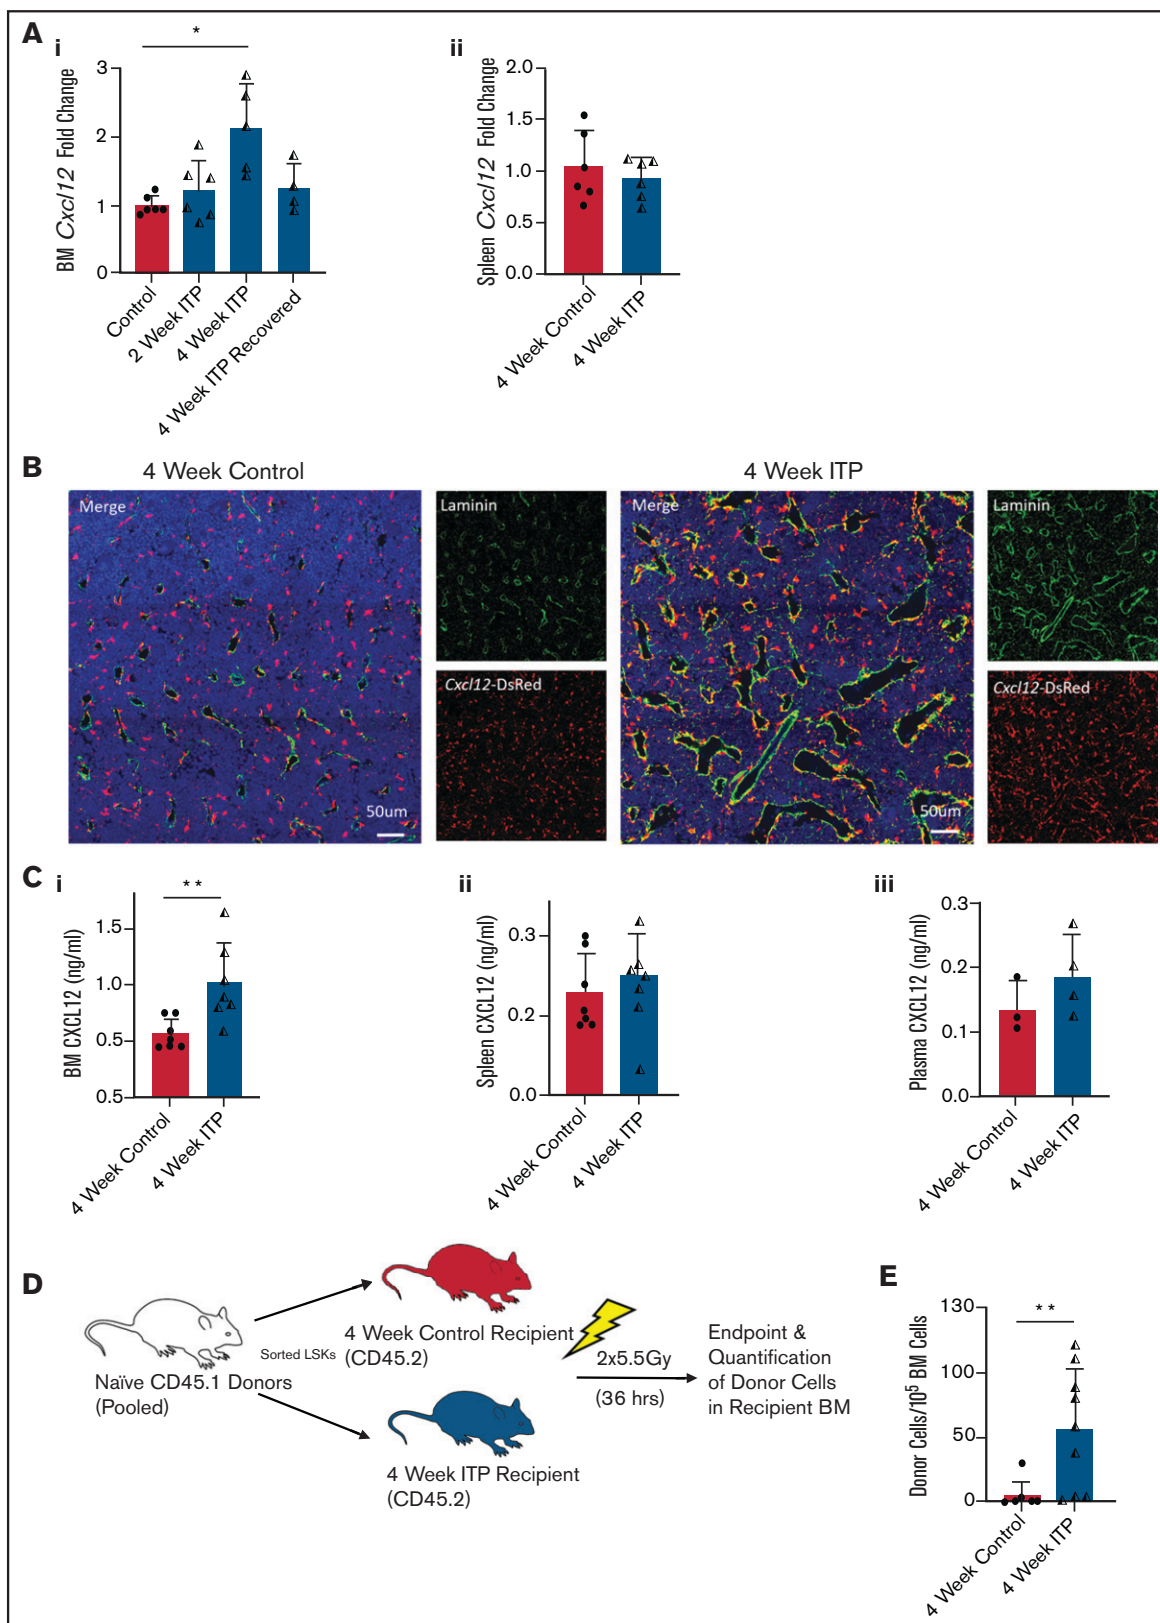 A
i
*
BM Cxcl12 Fold Change
3
2
1
0
Control
2 Week ITP
4 Week ITP
4 Week ITP Recovered
ii
Spleen Cxcl12 Fold Change
2.0
1.5
1.0
0.5
0.0
4 Week Control
4 Week ITP
B
4 Week Control
Merge
50um
Laminin
Cxcl12-DsRed
4 Week ITP
Merge
50um
Laminin
Cxcl12-DsRed
C
i
**
BM CXCL12 (ng/ml)
1.5
1.0
0.5
0.5
4 Week Control
4 Week ITP
ii
Spleen CXCL12 (ng/ml)
0.3
0.2
0.0
4 Week Control
4 Week ITP
iii
Plasma CXCL12 (ng/ml)
0.3
0.2
0.1
0.0
4 Week Control
4 Week ITP
D
Sorted LSKs
Naïve CD45.1 Donors
(Pooled)
4 Week Control Recipient
(CD45.2)
4 Week ITP Recipient
(CD45.2)
2x5.5Gy
(36 hrs)
Endpoint &
Quantification
of Donor Cells
in Recipient BM
E
**
Donor Cells/10⁵ BM Cells
130
100
50
0
4 Week Control
4 Week ITP